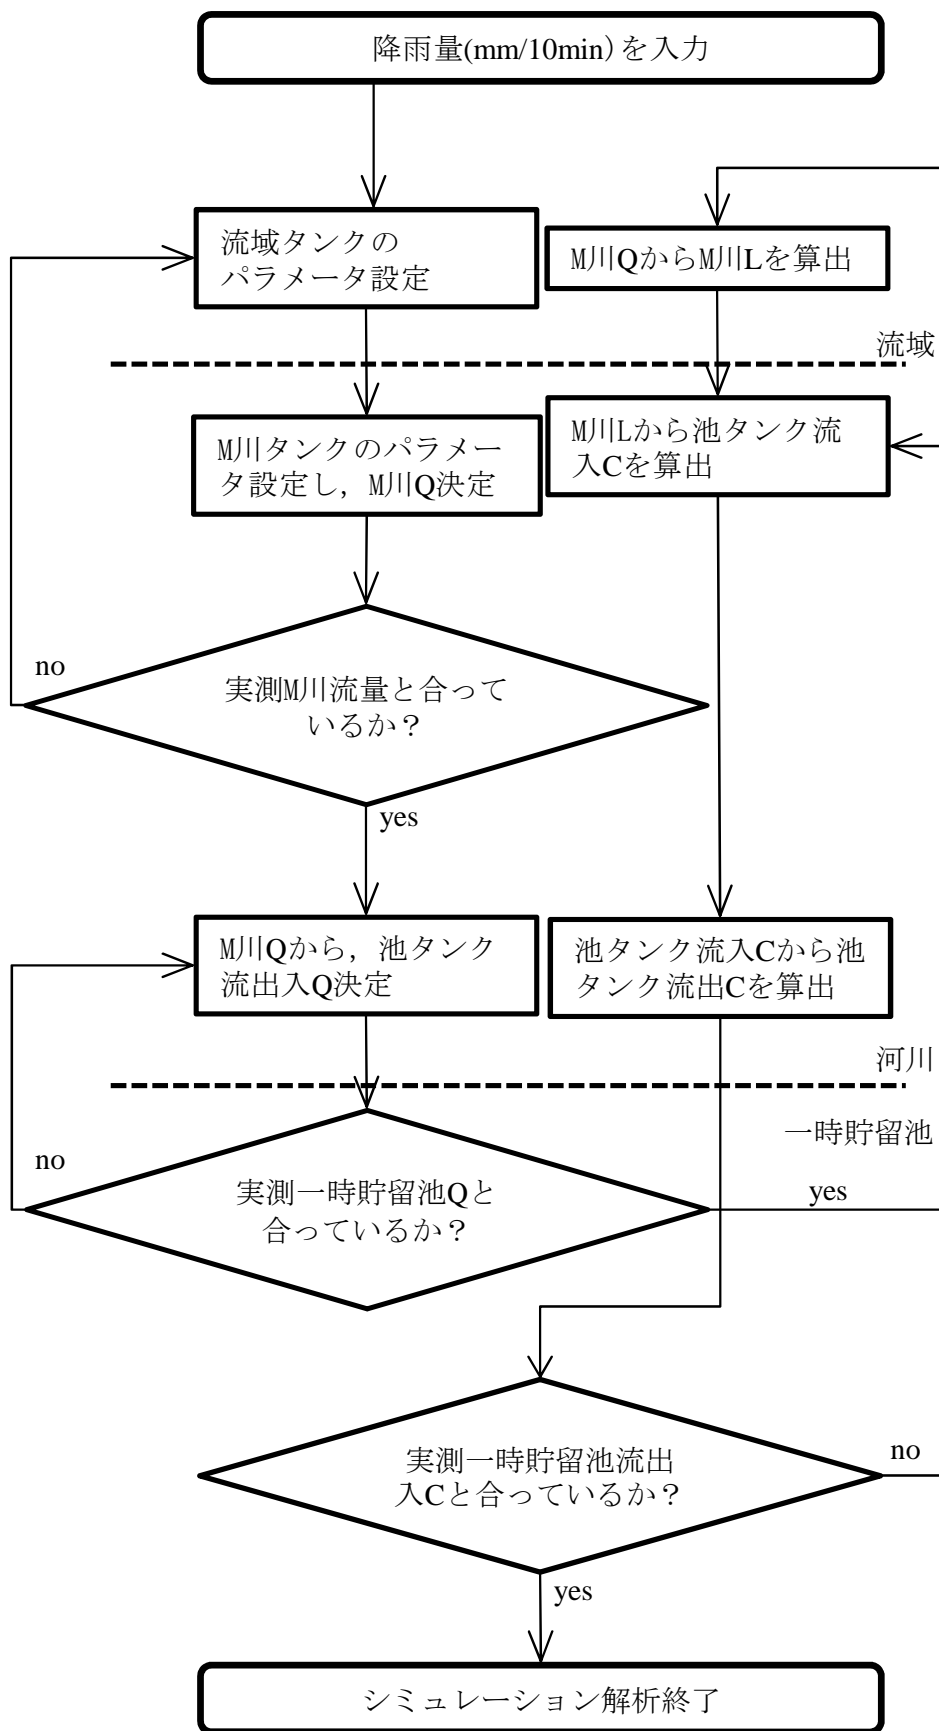 降雨量(mm/10min)を入力
流域タンクの
パラメータ設定
M川QからM川Lを算出
流域
M川タンクのパラメー
タ設定し，M川Q決定
M川Lから池タンク流
入Cを算出
no
実測M川流量と合って
いるか？
yes
M川Qから，池タンク
流出入Q決定
池タンク流入Cから池
タンク流出Cを算出
河川
一時貯留池
no
実測一時貯留池Qと
合っているか？
yes
実測一時貯留池流出
入Cと合っているか？
no
yes
シミュレーション解析終了